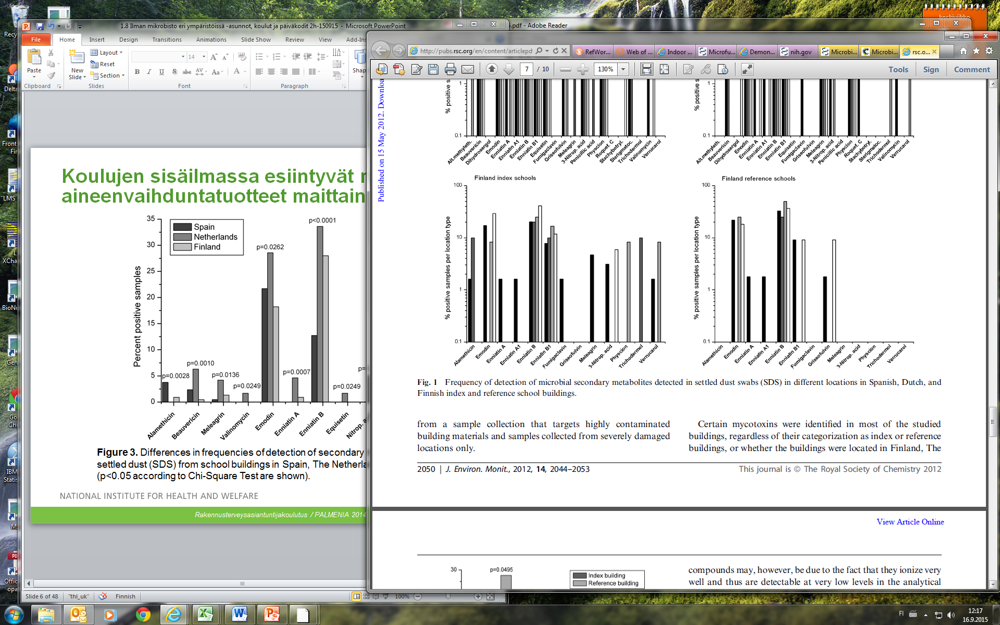 1.8 Ilman mikrobisto eri ympäristöissä -asunnot, koulut ja päiväkodit 2h-150915 - Microsoft PowerPoint
File Home Insert Design Transitions Animations Slide Show Review View Add-Ins
Paste
Clipboard
New
Slide
Layout
Reset
Section
Slides
14
Font
Paragraph
Koulujen sisäilmassa esiintyvät
aineenvaihduntatuotteet maittain
35
30
25
20
15
10
5
0
Percent positive samples
Spain
Netherlands
Finland
p=0.0028
p=0.0010
p=0.0136
p=0.0249
p=0.0262
p=0.0007
p<0.0001
p=0.0249
Alamethicin
Beauvericin
Meleagrin
Valinomycin
Emodin
Enniatin A
Enniatin B
Equisetin
Nitrop.
Figure 3. Differences in frequencies of detection of secondary
settled dust (SDS) from school buildings in Spain, The
(p<0.05 according to Chi-Square Test are shown).
NATIONAL INSTITUTE FOR HEALTH AND WELFARE
Rakennusterveysasiantuntijakoulutus / PALMENIA 2014
Slide 6 of 48 "thl_uk" Finnish 100%
.pdf - Adobe Reader
http://pubs.rsc.org/en/content/articlepd
RefWor... Web of ... Indoor ... Microfu... Demon... nih.gov Microbi... Microbi... rsc.o...
7 / 10 130% Tools Sign Comment
Published on 15 May 2012. Downloa
% positive s
1
0.1
Alt.methyleth.
Beauvericin
Dihydrosergol
Emodin
Enniatin A
Enniatin A1
Enniatin B
Enniatin B1
Equisetin
Fumigaclavin
Griseofulvin
Meleagrin
3-Nitrop. acid
Penicillic acid
Physcion
Roquef. C
Stachybotryl.
Sterigmatoc.
Trichodermol
Valinomycin
Verrucarol
% positive s
1
0.1
Alt.methyleth.
Beauvericin
Dihydrosergol
Emodin
Enniatin A
Enniatin A1
Enniatin B
Enniatin B1
Equisetin
Fumigaclavin
Griseofulvin
Meleagrin
3-Nitrop. acid
Penicillic acid
Physcion
Roquef. C
Stachybotryl.
Sterigmatoc.
Trichodermol
Valinomycin
Verrucarol
Finland index schools
% positive samples per location type
100
10
1
0.1
Alamethicin
Emodin
Enniatin A
Enniatin A1
Enniatin B
Enniatin B1
Fumigaclavin
Griseofulvin
Meleagrin
3-Nitrop. acid
Physcion
Trichodermol
Verrucarol
Finland reference schools
% positive samples per location type
100
10
1
0.1
Alamethicin
Emodin
Enniatin A
Enniatin A1
Enniatin B
Enniatin B1
Fumigaclavin
Griseofulvin
Meleagrin
3-Nitrop. acid
Physcion
Trichodermol
Verrucarol
Fig. 1 Frequency of detection of microbial secondary metabolites detected in settled dust swabs (SDS) in different locations in Spanish, Dutch, and
Finnish index and reference school buildings.
from a sample collection that targets highly contaminated
building materials and samples collected from severely damaged
locations only.
Certain mycotoxins were identified in most of the studied
buildings, regardless of their categorization as index or reference
buildings, or whether the buildings were located in Finland, The
2050 | J. Environ. Monit., 2012, 14, 2044–2053
This journal is © The Royal Society of Chemistry 2012
View Article Online
30
p=0.0495
Index building
Reference building
compounds may, however, be due to the fact that they ionize very
well and thus are detectable at very low levels in the analytical
FI
12:17
16.9.2015